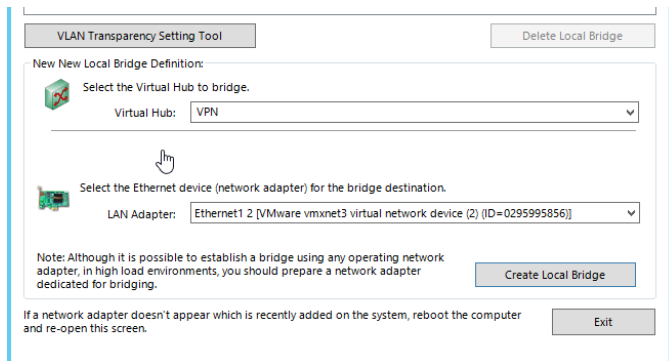 VLAN Transparency Setting Tool
Delete Local Bridge
New New Local Bridge Definition:
Select the Virtual Hub to bridge.
Virtual Hub:
VPN
Select the Ethernet device (network adapter) for the bridge destination.
LAN Adapter:
Ethernet1 2 [VMware vmxnet3 virtual network device (2) (ID=0295995856)]
Note: Although it is possible to establish a bridge using any operating network
adapter, in high load environments, you should prepare a network adapter
dedicated for bridging.
Create Local Bridge
If a network adapter doesn't appear which is recently added on the system, reboot the computer
and re-open this screen.
Exit